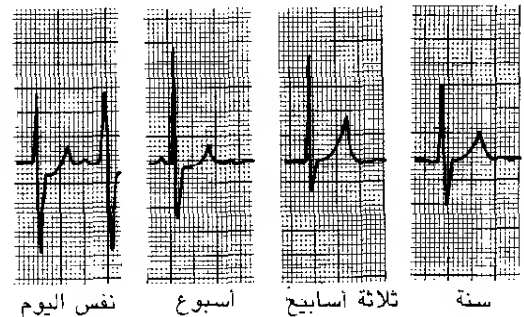 نفس اليوم
أسبوع
ثلاثة أسابيع
سنة